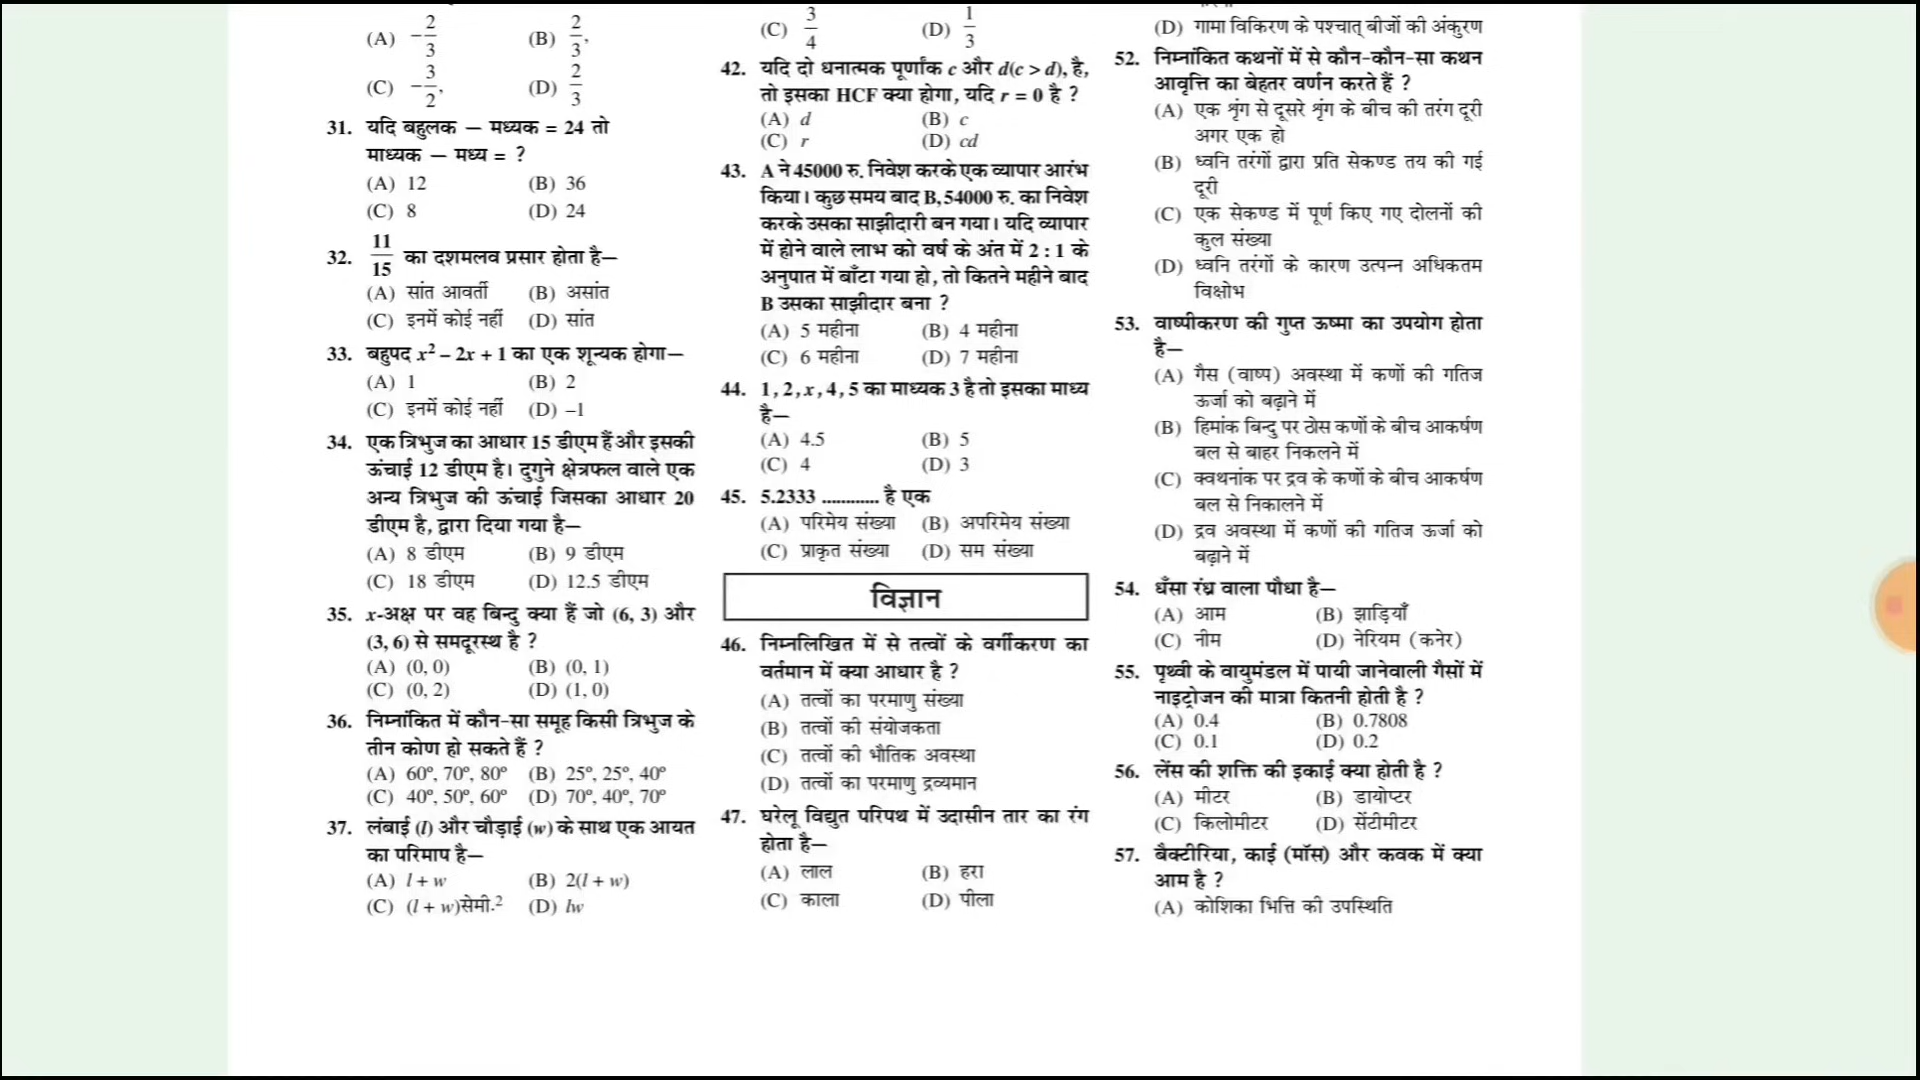 (A) -2/3 (B) 2/3,
(C) -3/2, (D) 2/3
31. यदि बहुलक – मध्यक = 24 तो
माध्यक – मध्य = ?
(A) 12 (B) 36
(C) 8 (D) 24
32. 11/15 का दशमलव प्रसार होता है—
(A) सांत आवर्ती (B) असांत
(C) इनमें कोई नहीं (D) सांत
33. बहुपद x² – 2x + 1 का एक शून्यक होगा—
(A) 1 (B) 2
(C) इनमें कोई नहीं (D) –1
34. एक त्रिभुज का आधार 15 डीएम हैं और इसकी
ऊंचाई 12 डीएम है। दुगुने क्षेत्रफल वाले एक
अन्य त्रिभुज की ऊंचाई जिसका आधार 20
डीएम है, द्वारा दिया गया है—
(A) 8 डीएम (B) 9 डीएम
(C) 18 डीएम (D) 12.5 डीएम
35. x-अक्ष पर वह बिन्दु क्या हैं जो (6, 3) और
(3, 6) से समदूरस्थ है ?
(A) (0, 0) (B) (0, 1)
(C) (0, 2) (D) (1, 0)
36. निम्नांकित में कौन-सा समूह किसी त्रिभुज के
तीन कोण हो सकते हैं ?
(A) 60º, 70º, 80º (B) 25º, 25º, 40º
(C) 40º, 50º, 60º (D) 70º, 40º, 70º
37. लंबाई (l) और चौड़ाई (w) के साथ एक आयत
का परिमाप है—
(A) l + w (B) 2(l + w)
(C) (l + w)सेमी.² (D) lw
(C) 3/4 (D) 1/3
42. यदि दो धनात्मक पूर्णांक c और d(c > d), है,
तो इसका HCF क्या होगा, यदि r = 0 है ?
(A) d (B) c
(C) r (D) cd
43. A ने 45000 रु. निवेश करके एक व्यापार आरंभ
किया। कुछ समय बाद B, 54000 रु. का निवेश
करके उसका साझीदारी बन गया। यदि व्यापार
में होने वाले लाभ को वर्ष के अंत में 2 : 1 के
अनुपात में बाँटा गया हो, तो कितने महीने बाद
B उसका साझीदार बना ?
(A) 5 महीना (B) 4 महीना
(C) 6 महीना (D) 7 महीना
44. 1, 2, x, 4, 5 का माध्यक 3 है तो इसका माध्य
है—
(A) 4.5 (B) 5
(C) 4 (D) 3
45. 5.2333 ............ है एक
(A) परिमेय संख्या (B) अपरिमेय संख्या
(C) प्राकृत संख्या (D) सम संख्या
विज्ञान
46. निम्नलिखित में से तत्वों के वर्गीकरण का
वर्तमान में क्या आधार है ?
(A) तत्वों का परमाणु संख्या
(B) तत्वों की संयोजकता
(C) तत्वों की भौतिक अवस्था
(D) तत्वों का परमाणु द्रव्यमान
47. घरेलू विद्युत परिपथ में उदासीन तार का रंग
होता है—
(A) लाल (B) हरा
(C) काला (D) पीला
(D) गामा विकिरण के पश्चात् बीजों की अंकुरण
52. निम्नांकित कथनों में से कौन-कौन-सा कथन
आवृत्ति का बेहतर वर्णन करते हैं ?
(A) एक शृंग से दूसरे शृंग के बीच की तरंग दूरी
अगर एक हो
(B) ध्वनि तरंगों द्वारा प्रति सेकण्ड तय की गई
दूरी
(C) एक सेकण्ड में पूर्ण किए गए दोलनों की
कुल संख्या
(D) ध्वनि तरंगों के कारण उत्पन्न अधिकतम
विक्षोभ
53. वाष्पीकरण की गुप्त ऊष्मा का उपयोग होता
है—
(A) गैस (वाष्प) अवस्था में कणों की गतिज
ऊर्जा को बढ़ाने में
(B) हिमांक बिन्दु पर ठोस कणों के बीच आकर्षण
बल से बाहर निकलने में
(C) क्वथनांक पर द्रव के कणों के बीच आकर्षण
बल से निकालने में
(D) द्रव अवस्था में कणों की गतिज ऊर्जा को
बढ़ाने में
54. धँसा रंध्र वाला पौधा है—
(A) आम (B) झाड़ियाँ
(C) नीम (D) नेरियम (कनेर)
55. पृथ्वी के वायुमंडल में पायी जानेवाली गैसों में
नाइट्रोजन की मात्रा कितनी होती है ?
(A) 0.4 (B) 0.7808
(C) 0.1 (D) 0.2
56. लेंस की शक्ति की इकाई क्या होती है ?
(A) मीटर (B) डायोप्टर
(C) किलोमीटर (D) सेंटीमीटर
57. बैक्टीरिया, काई (मॉस) और कवक में क्या
आम है ?
(A) कोशिका भित्ति की उपस्थिति